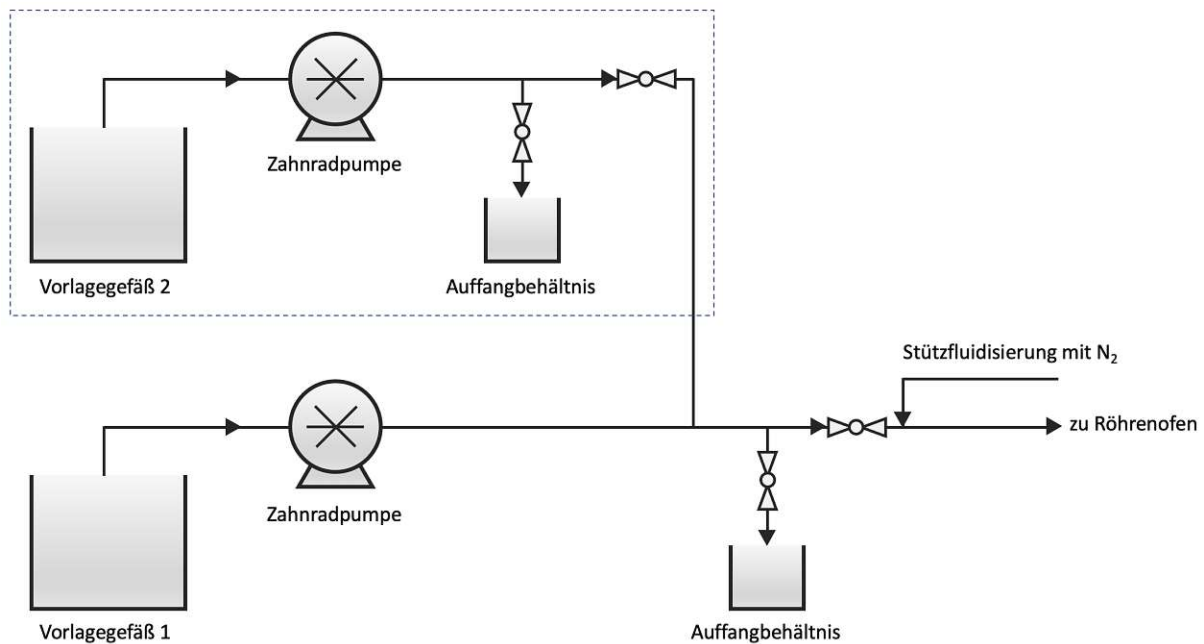 Zahnradpumpe
Vorlagegefäß 2
Auffangbehältnis
Stützfluidisierung mit N₂
zu Röhrenofen
Zahnradpumpe
Vorlagegefäß 1
Auffangbehältnis